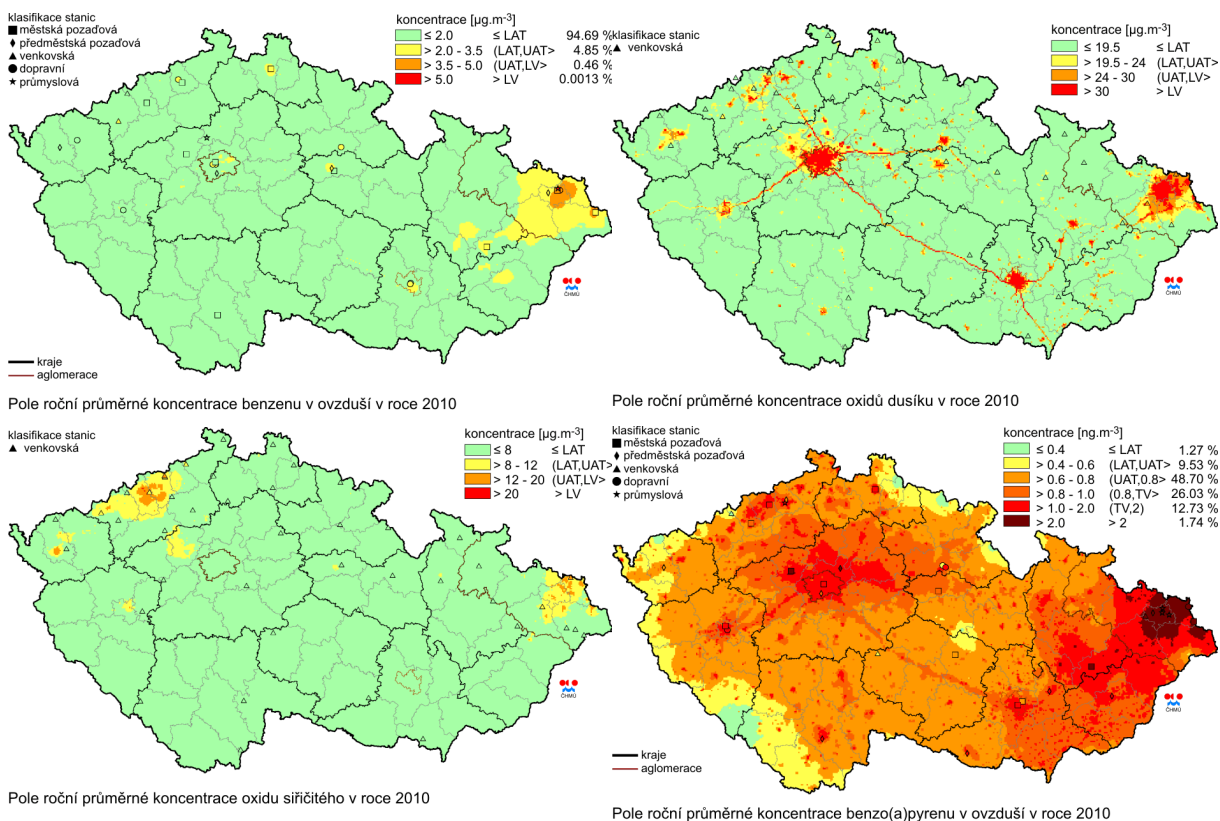 klasifikace stanic
městská pozaďová
předměstská pozaďová
venkovská
dopravní
průmyslová
koncentrace [µg.m-3]
≤ 2.0 ≤ LAT 94.69 %
> 2.0 - 3.5 (LAT,UAT> 4.85 %
> 3.5 - 5.0 (UAT,LV> 0.46 %
> 5.0 > LV 0.0013 %
ČHMÚ
kraje
aglomerace
Pole roční průměrné koncentrace benzenu v ovzduší v roce 2010
klasifikace stanic
venkovská
koncentrace [µg.m-3]
≤ 19.5 ≤ LAT
> 19.5 - 24 (LAT,UAT>
> 24 - 30 (UAT,LV>
> 30 > LV
ČHMÚ
Pole roční průměrné koncentrace oxidů dusíku v roce 2010
klasifikace stanic
venkovská
koncentrace [µg.m-3]
≤ 8 ≤ LAT
> 8 - 12 (LAT,UAT>
> 12 - 20 (UAT,LV>
> 20 > LV
ČHMÚ
Pole roční průměrné koncentrace oxidu siřičitého v roce 2010
klasifikace stanic
městská pozaďová
předměstská pozaďová
venkovská
dopravní
průmyslová
koncentrace [ng.m-3]
≤ 0.4 ≤ LAT 1.27 %
> 0.4 - 0.6 (LAT,UAT> 9.53 %
> 0.6 - 0.8 (UAT,0.8> 48.70 %
> 0.8 - 1.0 (0.8,TV> 26.03 %
> 1.0 - 2.0 (TV,2) 12.73 %
> 2.0 > 2 1.74 %
ČHMÚ
kraje
aglomerace
Pole roční průměrné koncentrace benzo(a)pyrenu v ovzduší v roce 2010